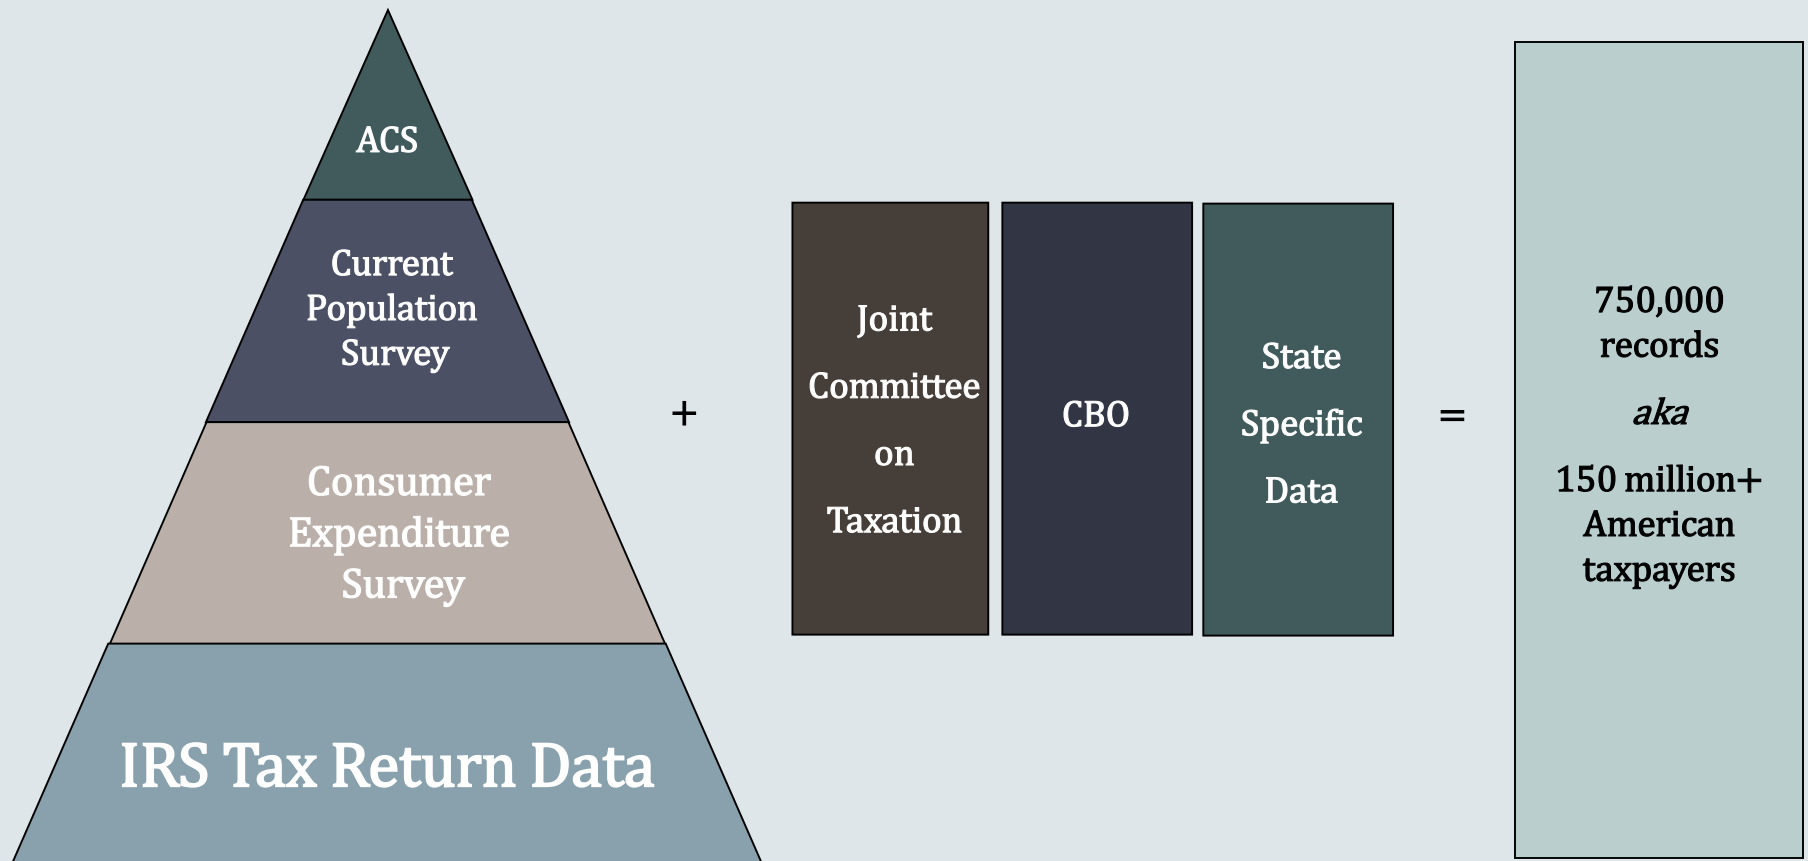 ACS
Current
Population
Survey
Consumer
Expenditure
Survey
IRS Tax Return Data
+
Joint
Committee
on
Taxation
CBO
State
Specific
Data
=
750,000
records
aka
150 million+
American
taxpayers